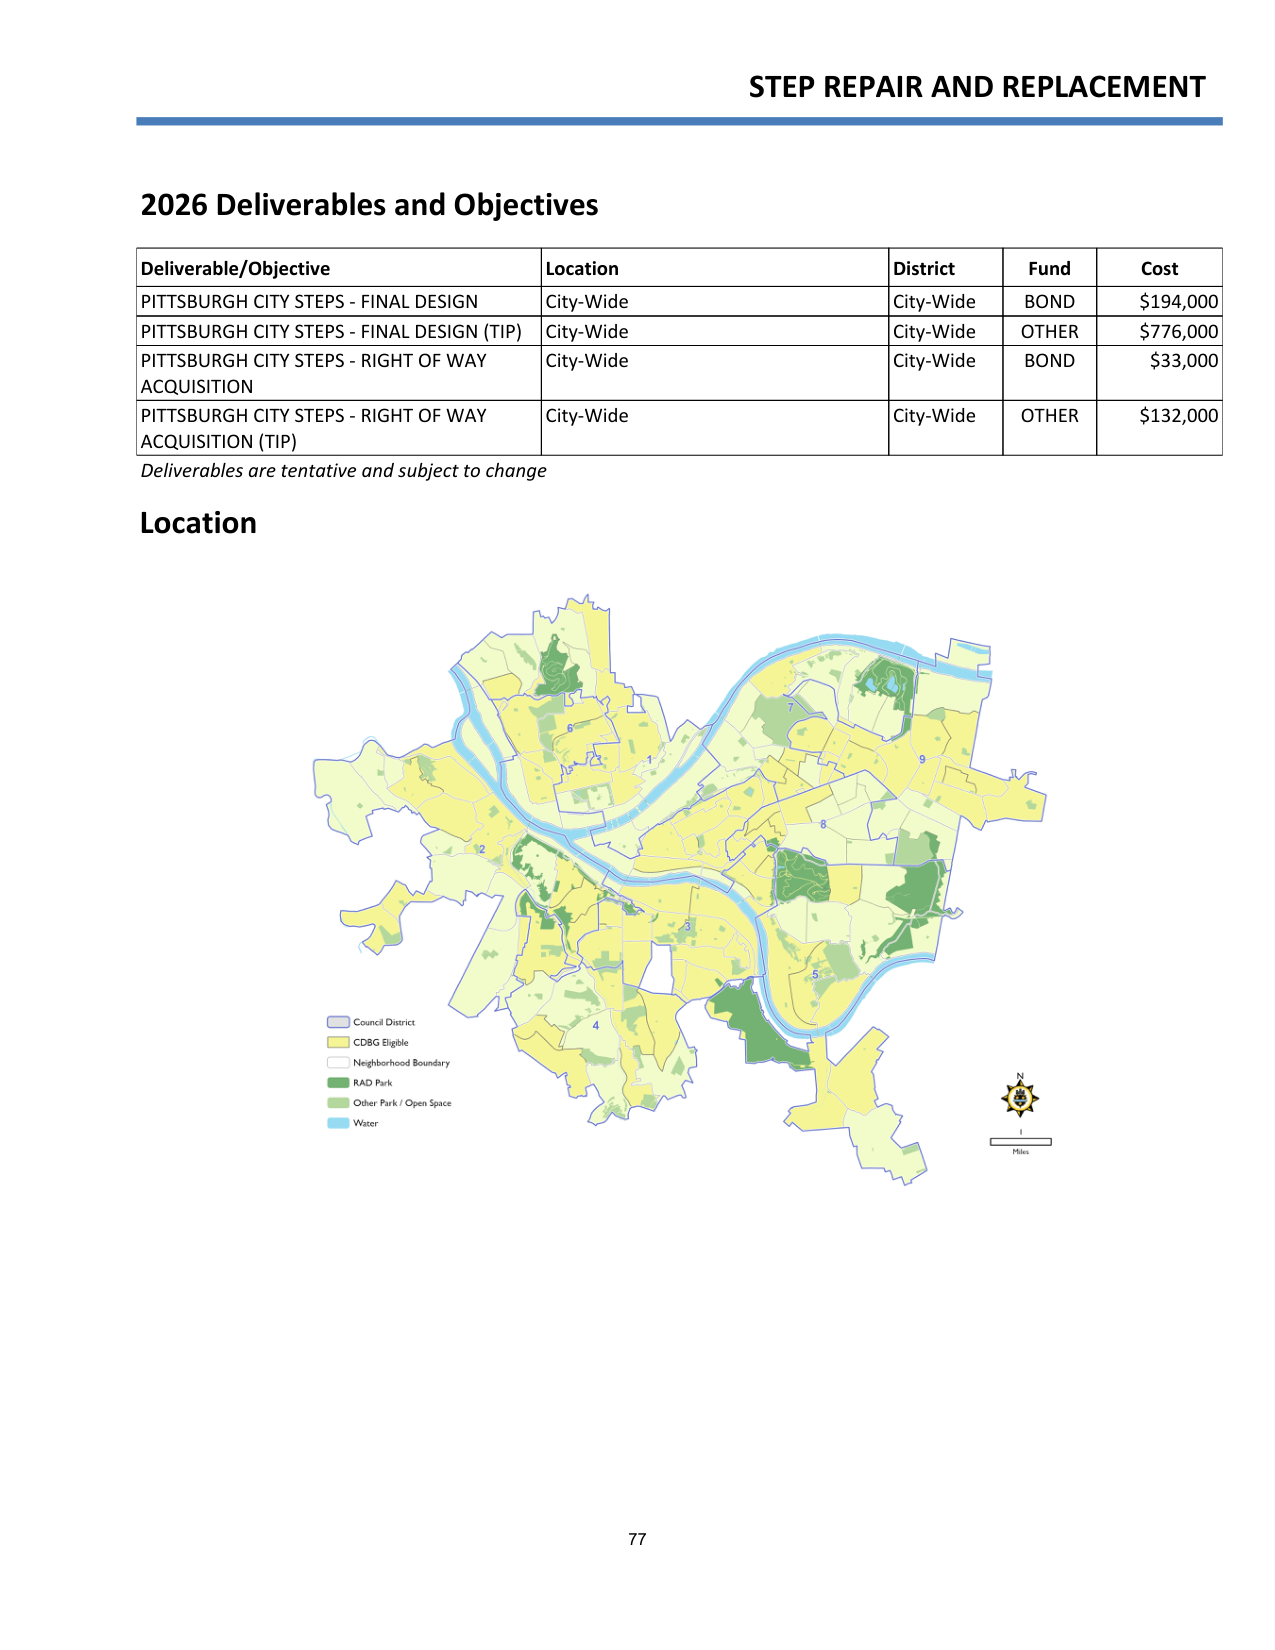 STEP REPAIR AND REPLACEMENT
2026 Deliverables and Objectives
Deliverable/Objective Location District Fund Cost
PITTSBURGH CITY STEPS - FINAL DESIGN City-Wide City-Wide BOND $194,000
PITTSBURGH CITY STEPS - FINAL DESIGN (TIP) City-Wide City-Wide OTHER $776,000
PITTSBURGH CITY STEPS - RIGHT OF WAY City-Wide City-Wide BOND $33,000
ACQUISITION
PITTSBURGH CITY STEPS - RIGHT OF WAY City-Wide City-Wide OTHER $132,000
ACQUISITION (TIP)
Deliverables are tentative and subject to change
Location
7
6
1
9
8
2
3
5
4
Council District
CDBG Eligible
Neighborhood Boundary
RAD Park
Other Park / Open Space
Water
N
1
Miles
77